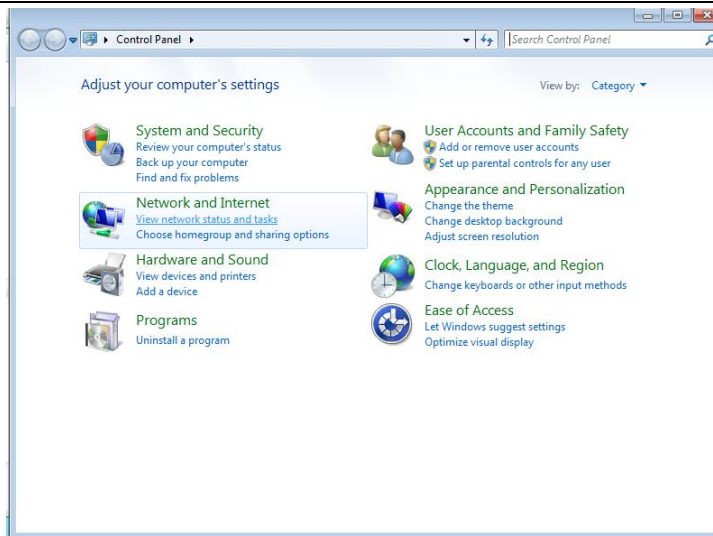 Control Panel
Search Control Panel
Adjust your computer's settings
View by: Category
System and Security
Review your computer's status
Back up your computer
Find and fix problems
Network and Internet
View network status and tasks
Choose homegroup and sharing options
Hardware and Sound
View devices and printers
Add a device
Programs
Uninstall a program
User Accounts and Family Safety
Add or remove user accounts
Set up parental controls for any user
Appearance and Personalization
Change the theme
Change desktop background
Adjust screen resolution
Clock, Language, and Region
Change keyboards or other input methods
Ease of Access
Let Windows suggest settings
Optimize visual display